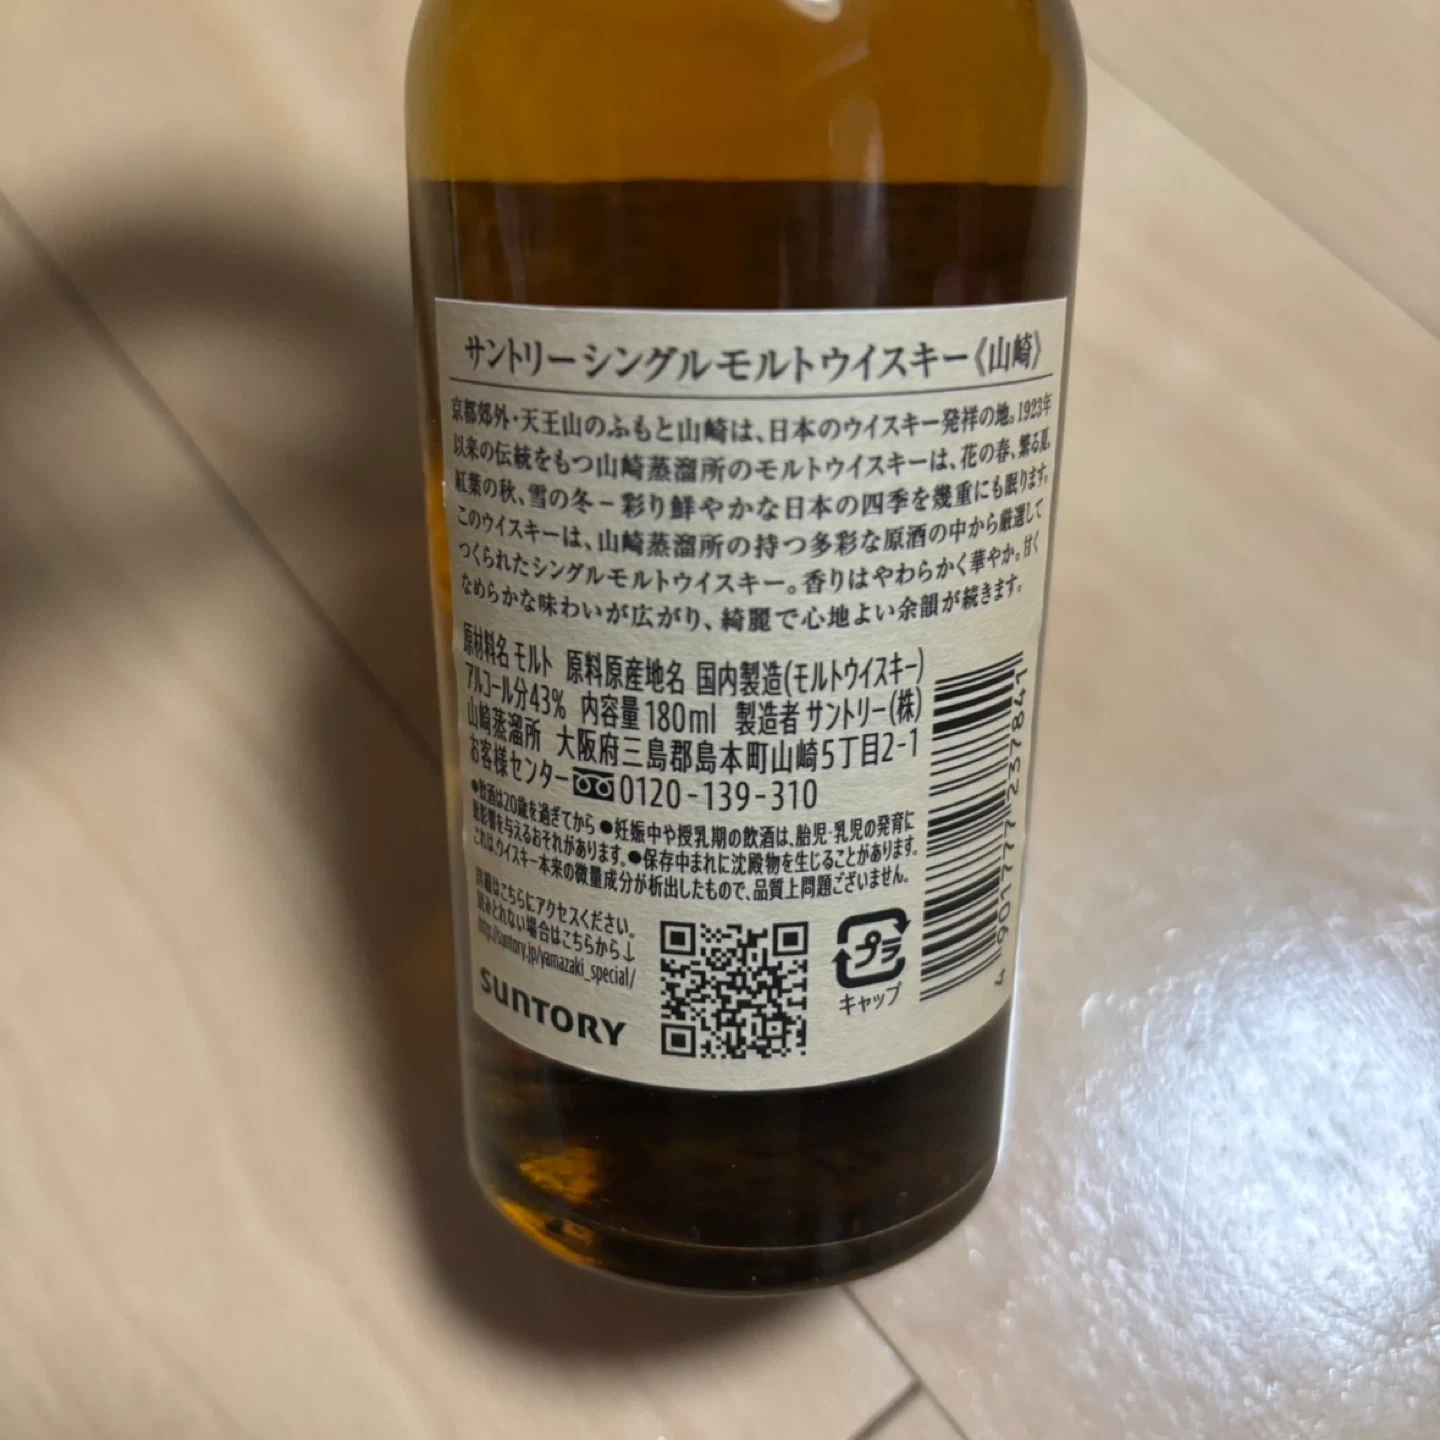 サントリーシングルモルトウイスキー《山崎》
京都郊外・天王山のふもと山崎は、日本のウイスキー発祥の地。1923年
以来の伝統をもつ山崎蒸溜所のモルトウイスキーは、花の春、繁る夏、
紅葉の秋、雪の冬－彩り鮮やかな日本の四季を幾重にも眠ります。
このウイスキーは、山崎蒸溜所の持つ多彩な原酒の中から厳選して
つくられたシングルモルトウイスキー。香りはやわらかく華やか。甘く
なめらかな味わいが広がり、綺麗で心地よい余韻が続きます。
原材料名 モルト 原料原産地名 国内製造(モルトウイスキー)
アルコール分43% 内容量180ml 製造者 サントリー(株)
山崎蒸溜所 大阪府三島郡島本町山崎5丁目2-1
お客様センター 0120-139-310
●飲酒は20歳を過ぎてから ●妊娠中や授乳期の飲酒は、胎児・乳児の発育に
悪影響を与えるおそれがあります。●保存中まれに沈殿物を生じることがあります。
これは、ウイスキー本来の微量成分が析出したもので、品質上問題ございません。
詳細はこちらにアクセスください。
読みとれない場合はこちらから↓
http://suntory.jp/yamazaki_special/
SUNTORY
プラ
キャップ
4 901777 237841